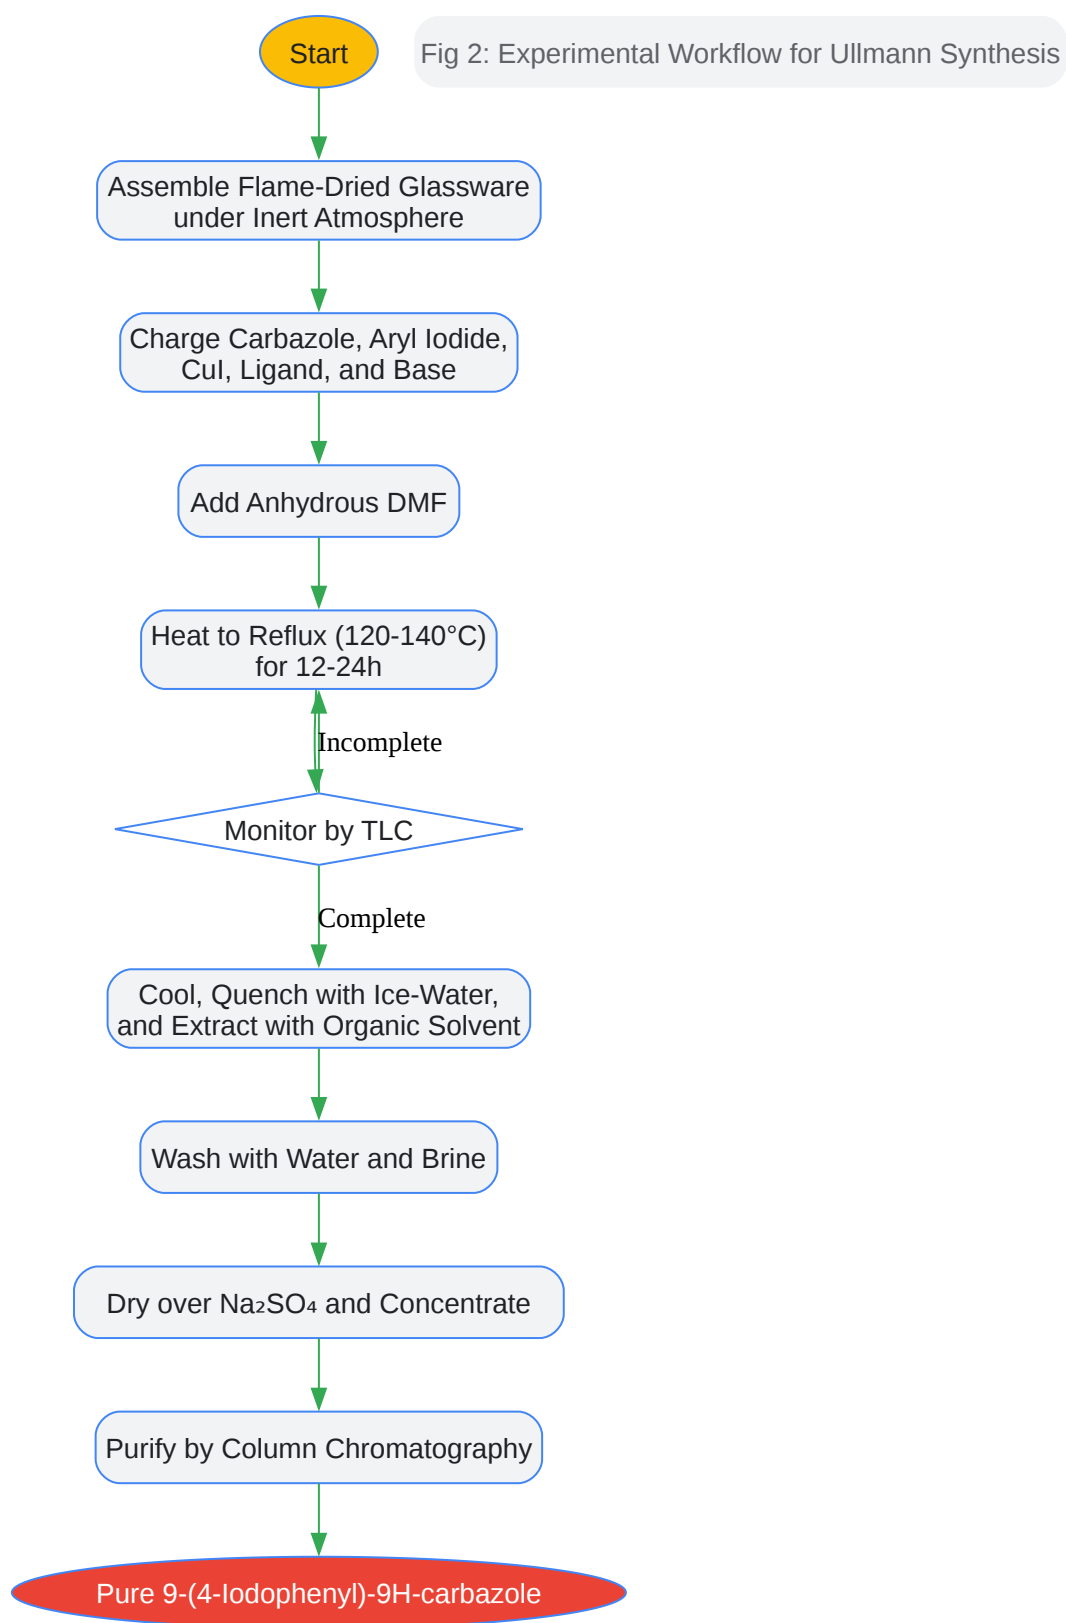 Start
Fig 2: Experimental Workflow for Ullmann Synthesis
Assemble Flame-Dried Glassware
under Inert Atmosphere
Charge Carbazole, Aryl Iodide,
CuI, Ligand, and Base
Add Anhydrous DMF
Heat to Reflux (120-140°C)
for 12-24h
Incomplete
Monitor by TLC
Complete
Cool, Quench with Ice-Water,
and Extract with Organic Solvent
Wash with Water and Brine
Dry over Na₂SO₄ and Concentrate
Purify by Column Chromatography
Pure 9-(4-Iodophenyl)-9H-carbazole